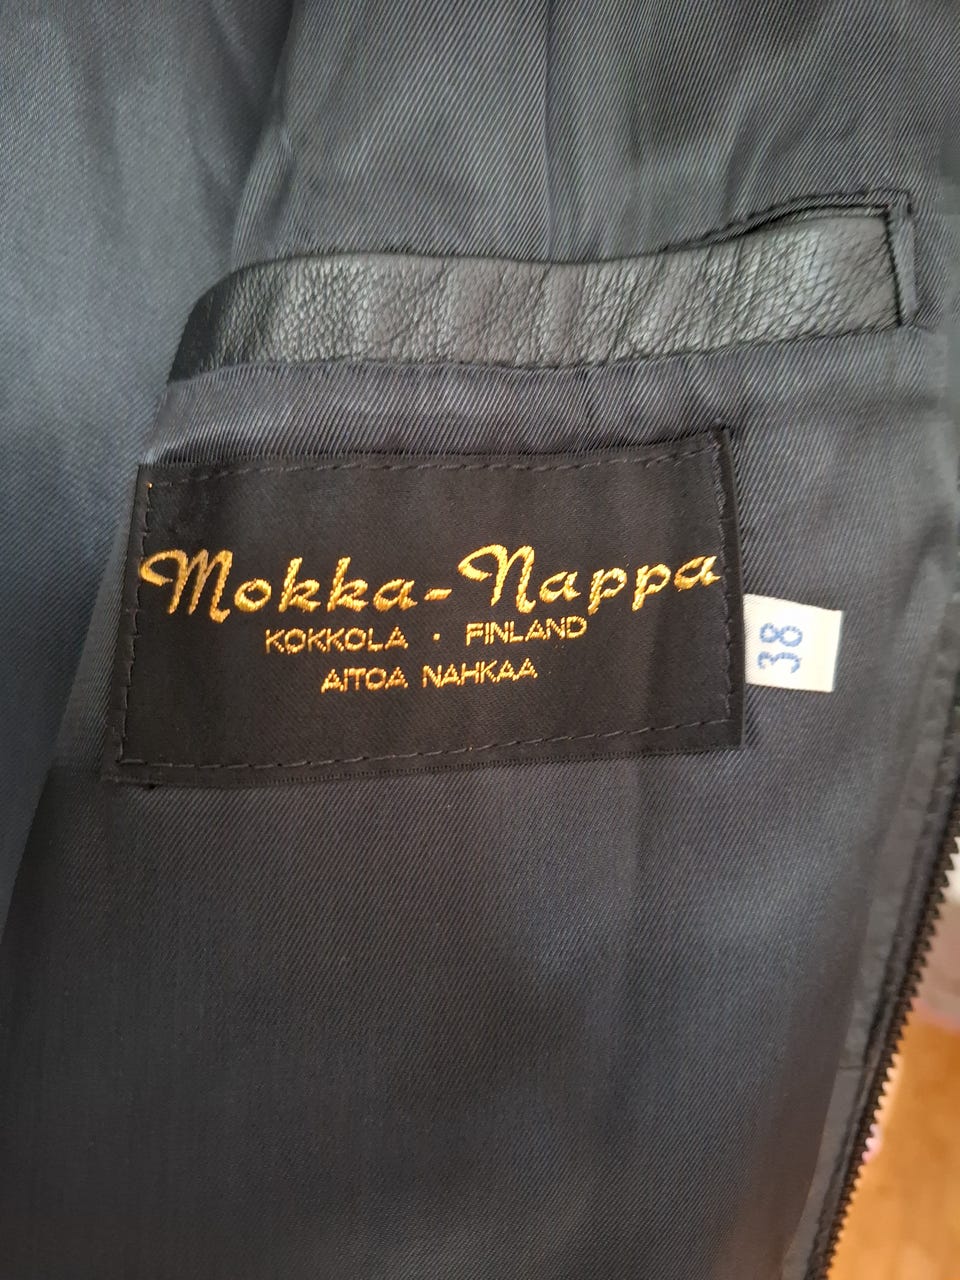 Mokka-Nappa
KOKKOLA · FINLAND
AITOA NAHKAA
38